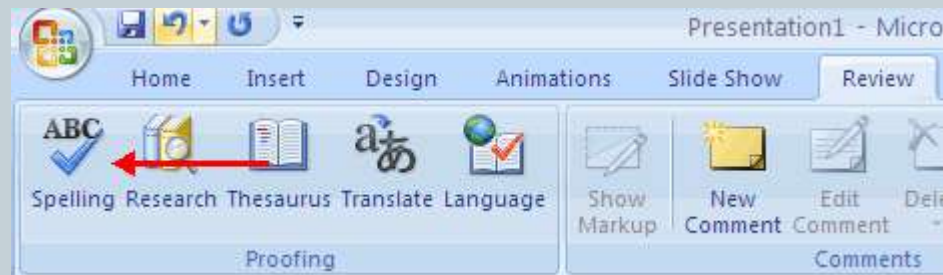 Presentation1 - Micro
Home Insert Design Animations Slide Show Review
ABC
aあ
Spelling Research Thesaurus Translate Language Show Markup New Comment Edit Comment
Proofing Comments